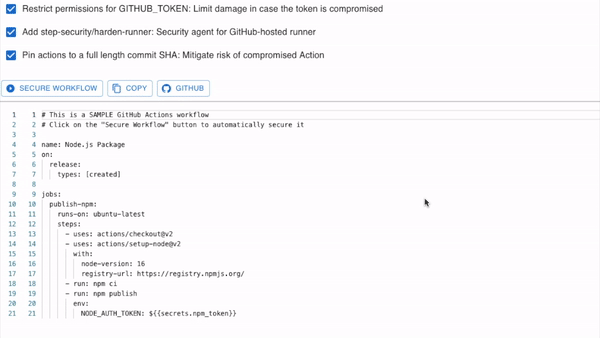 Restrict permissions for GITHUB_TOKEN: Limit damage in case the token is compromised
Add step-security/harden-runner: Security agent for GitHub-hosted runner
Pin actions to a full length commit SHA: Mitigate risk of compromised Action
SECURE WORKFLOW COPY GITHUB
1 1 # This is a SAMPLE GitHub Actions workflow
2 2 # Click on the "Secure Workflow" button to automatically secure it
3 3
4 4 name: Node.js Package
5 5 on:
6 6   release:
7 7     types: [created]
8 8
9 9 jobs:
10 10   publish-npm:
11 11     runs-on: ubuntu-latest
12 12     steps:
13 13       - uses: actions/checkout@v2
14 14       - uses: actions/setup-node@v2
15 15         with:
16 16           node-version: 16
17 17           registry-url: https://registry.npmjs.org/
18 18       - run: npm ci
19 19       - run: npm publish
20 20         env:
21 21           NODE_AUTH_TOKEN: ${{secrets.npm_token}}